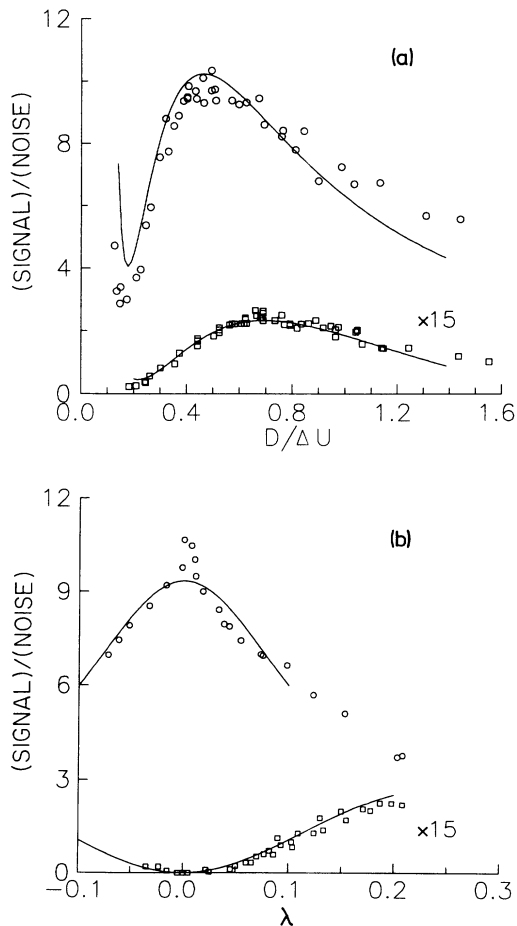 12
(a)
8
(SIGNAL)/(NOISE)
4
×15
0
0.0 0.4 0.8 1.2 1.6
D/ΔU
12
(b)
9
(SIGNAL)/(NOISE)
6
3
×15
0
-0.1 0.0 0.1 0.2 0.3
λ